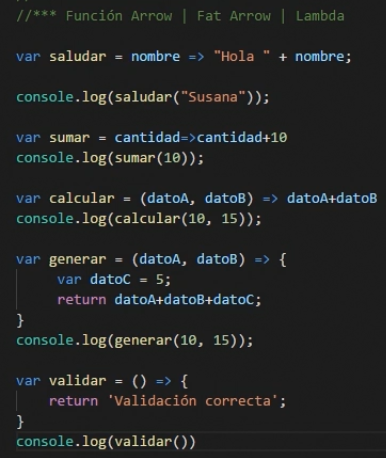 //*** Función Arrow | Fat Arrow | Lambda
var saludar = nombre => "Hola " + nombre;
console.log(saludar("Susana"));
var sumar = cantidad=>cantidad+10
console.log(sumar(10));
var calcular = (datoA, datoB) => datoA+datoB
console.log(calcular(10, 15));
var generar = (datoA, datoB) => {
var datoC = 5;
return datoA+datoB+datoC;
}
console.log(generar(10, 15));
var validar = () => {
return 'Validación correcta';
}
console.log(validar())